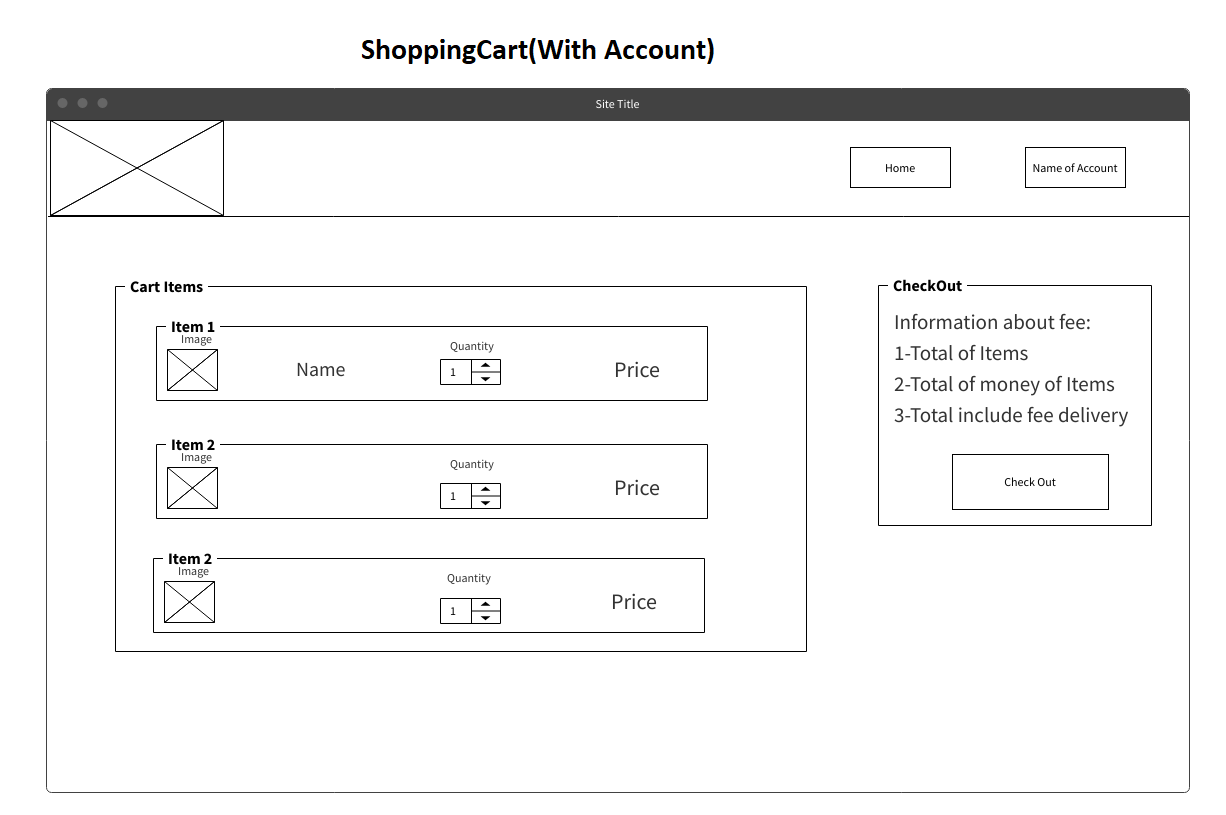 ShoppingCart(With Account)
Site Title
Home
Name of Account
Cart Items
Item 1
Image
Name
Quantity
1
Price
Item 2
Image
Quantity
1
Price
Item 2
Image
Quantity
1
Price
CheckOut
Information about fee:
1-Total of Items
2-Total of money of Items
3-Total include fee delivery
Check Out